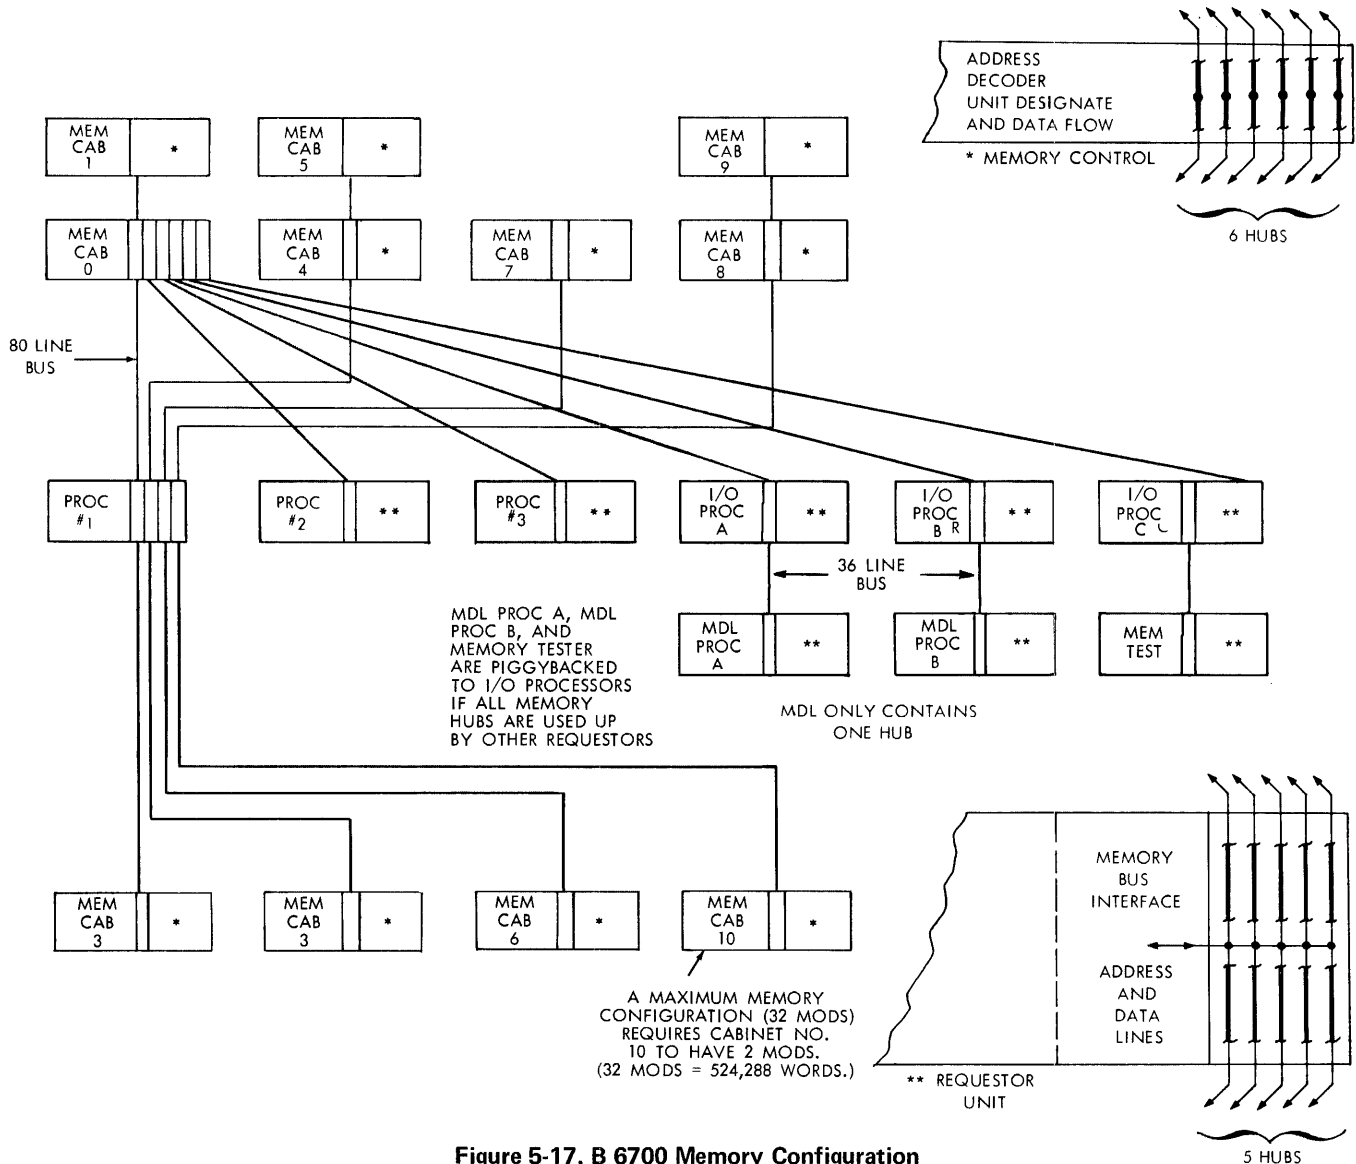 ADDRESS
DECODER
UNIT DESIGNATE
AND DATA FLOW
* MEMORY CONTROL
6 HUBS
MEM
CAB
1
*
MEM
CAB
5
*
MEM
CAB
9
*
MEM
CAB
0
MEM
CAB
4
*
MEM
CAB
7
*
MEM
CAB
8
*
80 LINE
BUS
PROC
#1
PROC
#2
**
PROC
#3
**
I/O
PROC
A
**
I/O
PROC
B R
**
I/O
PROC
C
**
36 LINE
BUS
MDL PROC A, MDL
PROC B, AND
MEMORY TESTER
ARE PIGGYBACKED
TO I/O PROCESSORS
IF ALL MEMORY
HUBS ARE USED UP
BY OTHER REQUESTORS
MDL
PROC
A
**
MDL
PROC
B
**
MEM
TEST
**
MDL ONLY CONTAINS
ONE HUB
MEM
CAB
3
*
MEM
CAB
3
*
MEM
CAB
6
*
MEM
CAB
10
*
A MAXIMUM MEMORY
CONFIGURATION (32 MODS)
REQUIRES CABINET NO.
10 TO HAVE 2 MODS.
(32 MODS = 524,288 WORDS.)
MEMORY
BUS
INTERFACE
ADDRESS
AND
DATA
LINES
** REQUESTOR
UNIT
5 HUBS
Figure 5-17. B 6700 Memory Configuration